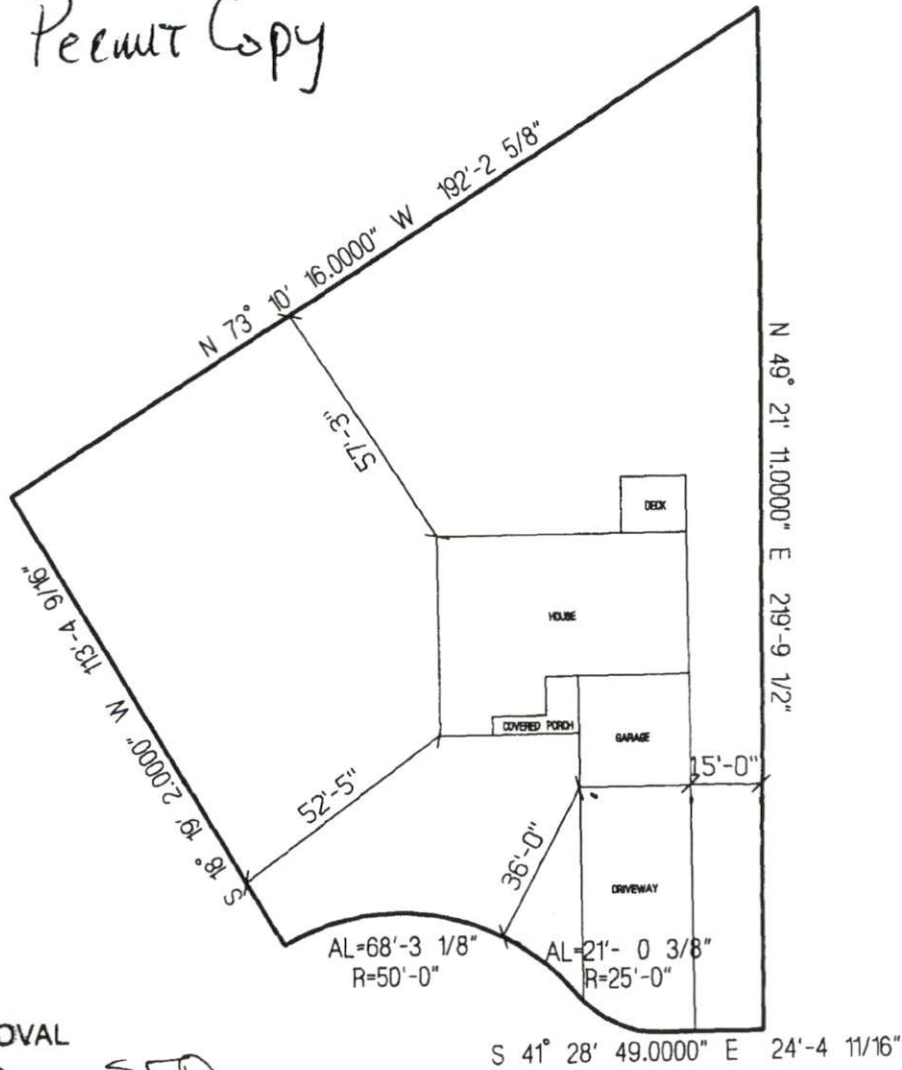 Permit Copy
N 73° 10' 16.0000" W 192'-2 5/8"
N 49° 21' 11.0000" E 219'-9 1/2"
57'-3"
DECK
HOUSE
S 18° 19' 2.0000" W 113'-4 9/16"
COVERED PORCH
GARAGE
15'-0"
52'-5"
36'-0"
DRIVEWAY
AL=68'-3 1/8"
R=50'-0"
AL=21'- 0 3/8"
R=25'-0"
OVAL
S 41° 28' 49.0000" E 24'-4 11/16"